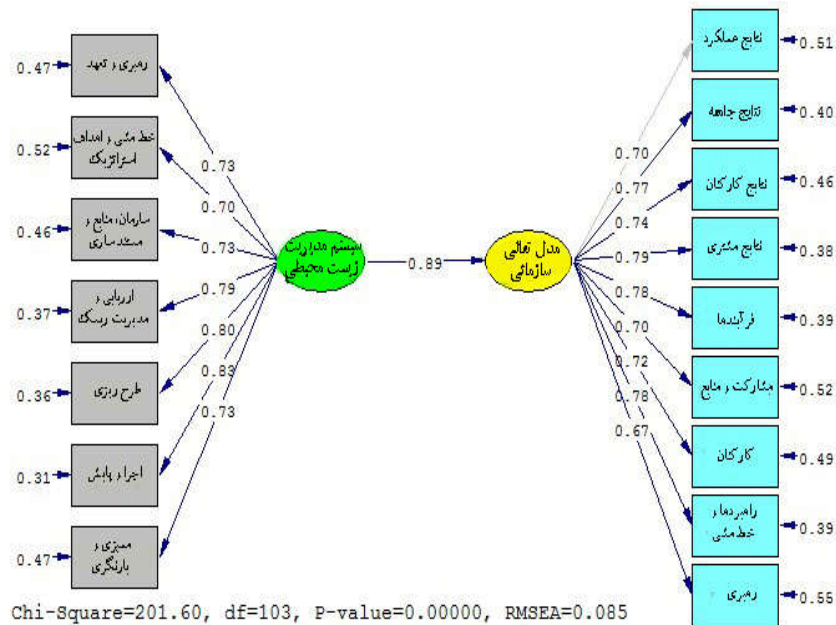 0.47
رهبری و تعهد
0.52
خط مشی و اهداف
استراتژیک
0.46
سازمان، منابع و
مستند سازی
0.37
ارزیابی و
مدیریت ریسک
0.36
طرح ریزی
0.31
اجرا و پایش
0.47
ممیزی و
بازنگری
0.73
0.70
0.73
0.79
0.80
0.83
0.73
سیستم مدیریت
زیست محیطی
0.89
مدل تعالی
سازمانی
0.70
0.77
0.74
0.79
0.78
0.70
0.72
0.78
0.67
نتایج عملکرد
0.51
نتایج جامعه
0.40
نتایج کارکنان
0.46
نتایج مشتری
0.38
فرآیندها
0.39
مشارکت و منابع
0.52
کارکنان
0.49
راهبردها و
خط مشی
0.39
رهبری
0.55
Chi-Square=201.60, df=103, P-value=0.00000, RMSEA=0.085